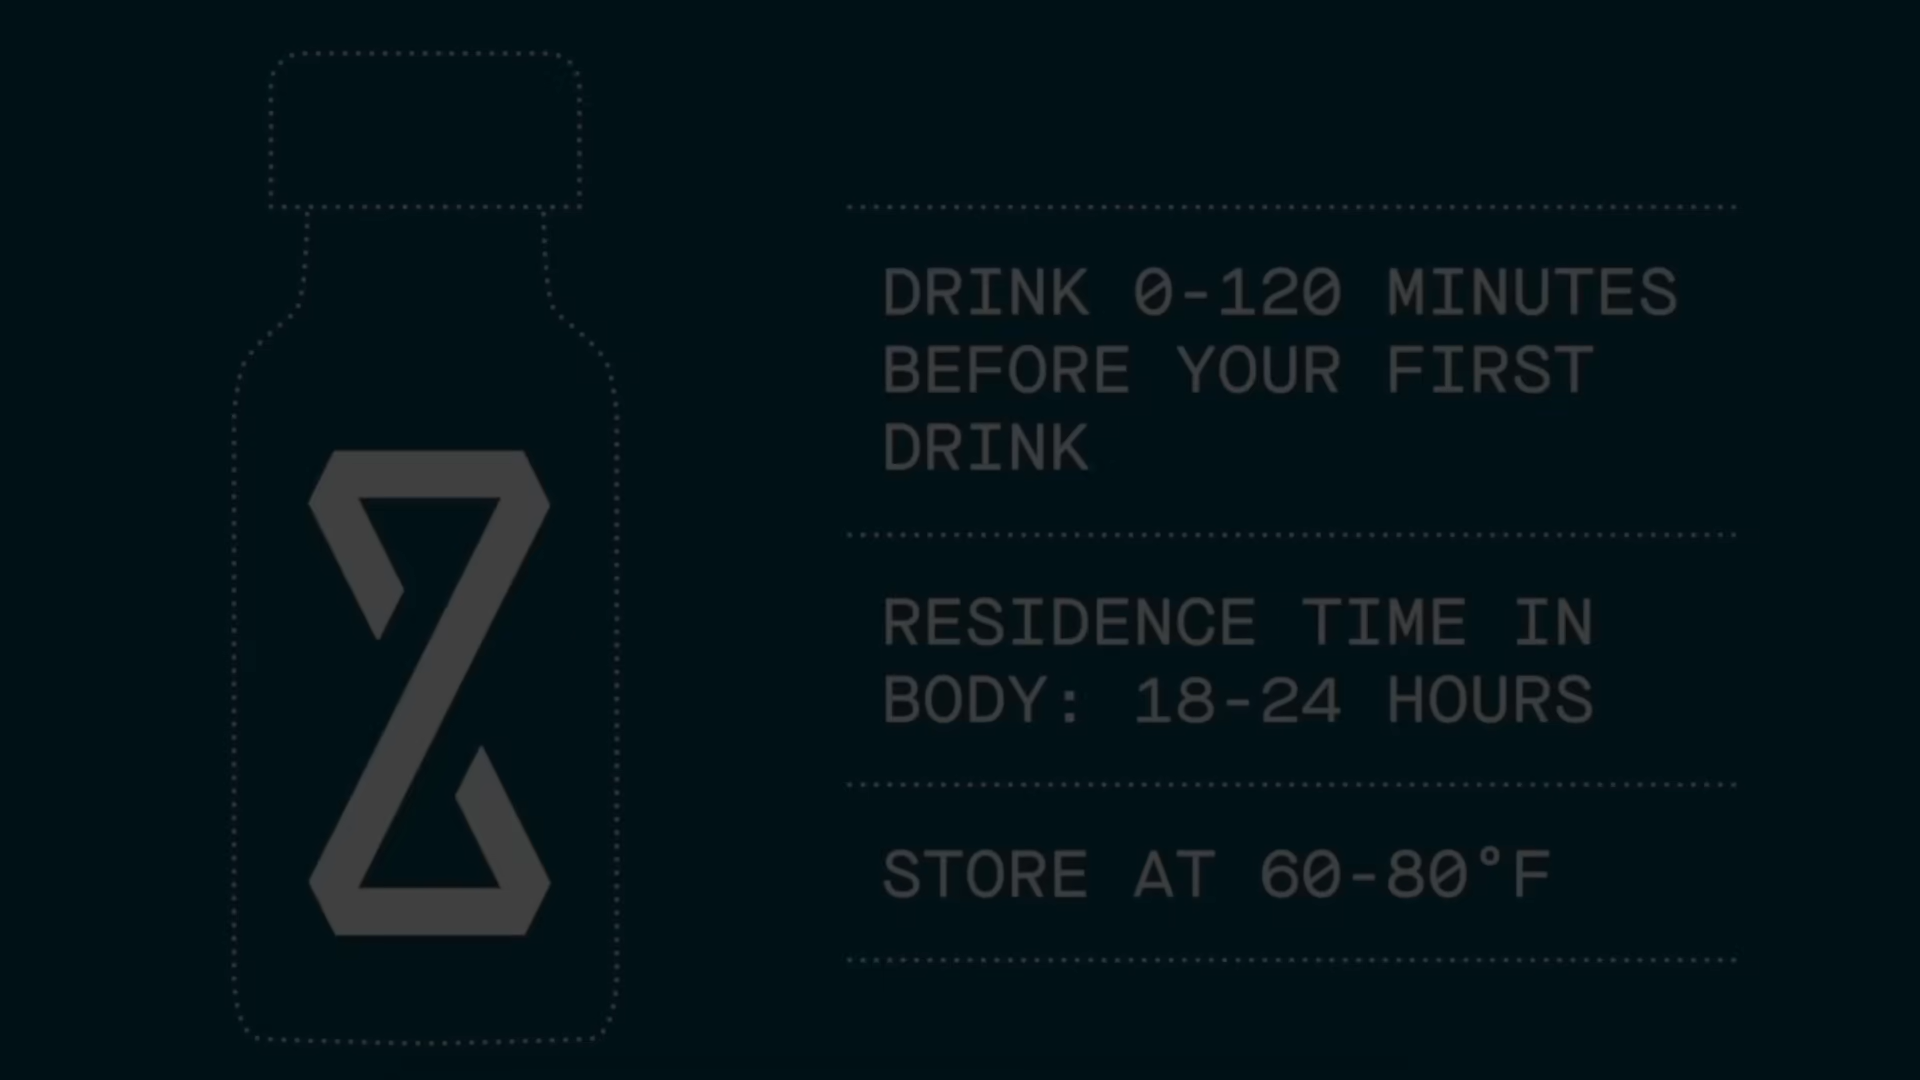 DRINK 0-120 MINUTES
BEFORE YOUR FIRST
DRINK
RESIDENCE TIME IN
BODY: 18-24 HOURS
STORE AT 60-80°F